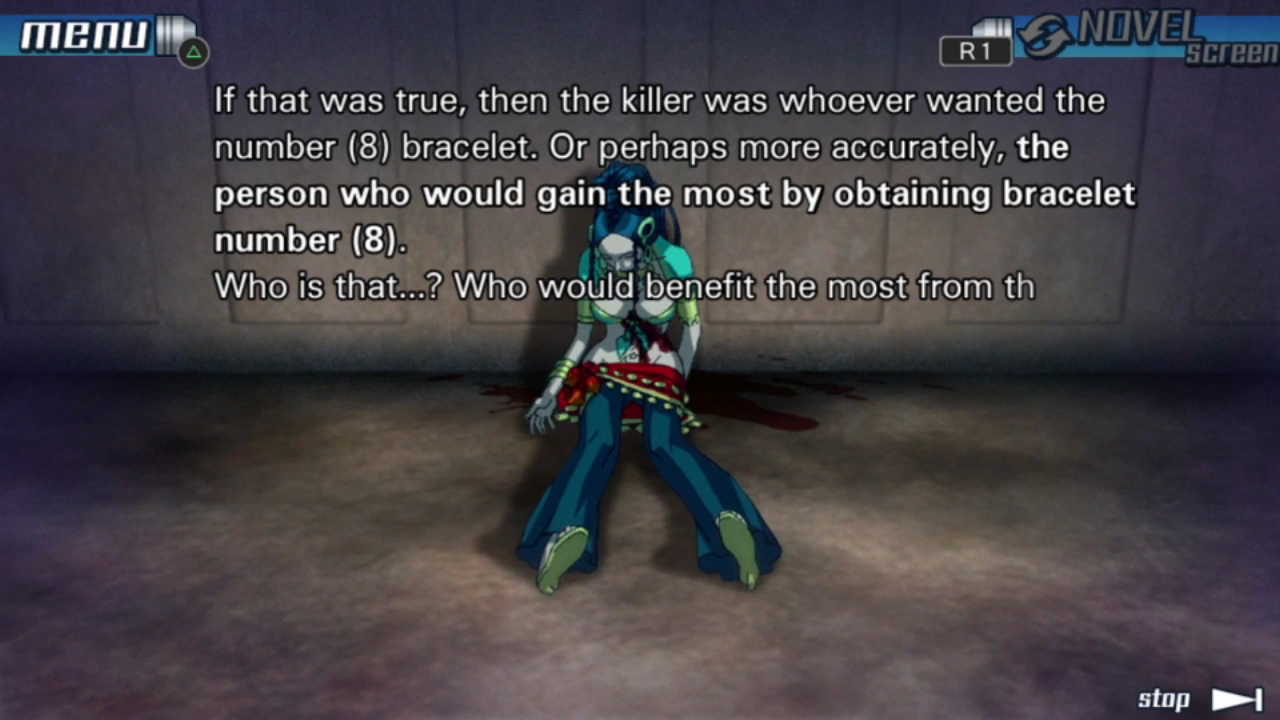 menu
R1
NOVEL
screen
If that was true, then the killer was whoever wanted the
number (8) bracelet. Or perhaps more accurately, the
person who would gain the most by obtaining bracelet
number (8).
Who is that...? Who would benefit the most from th
stop